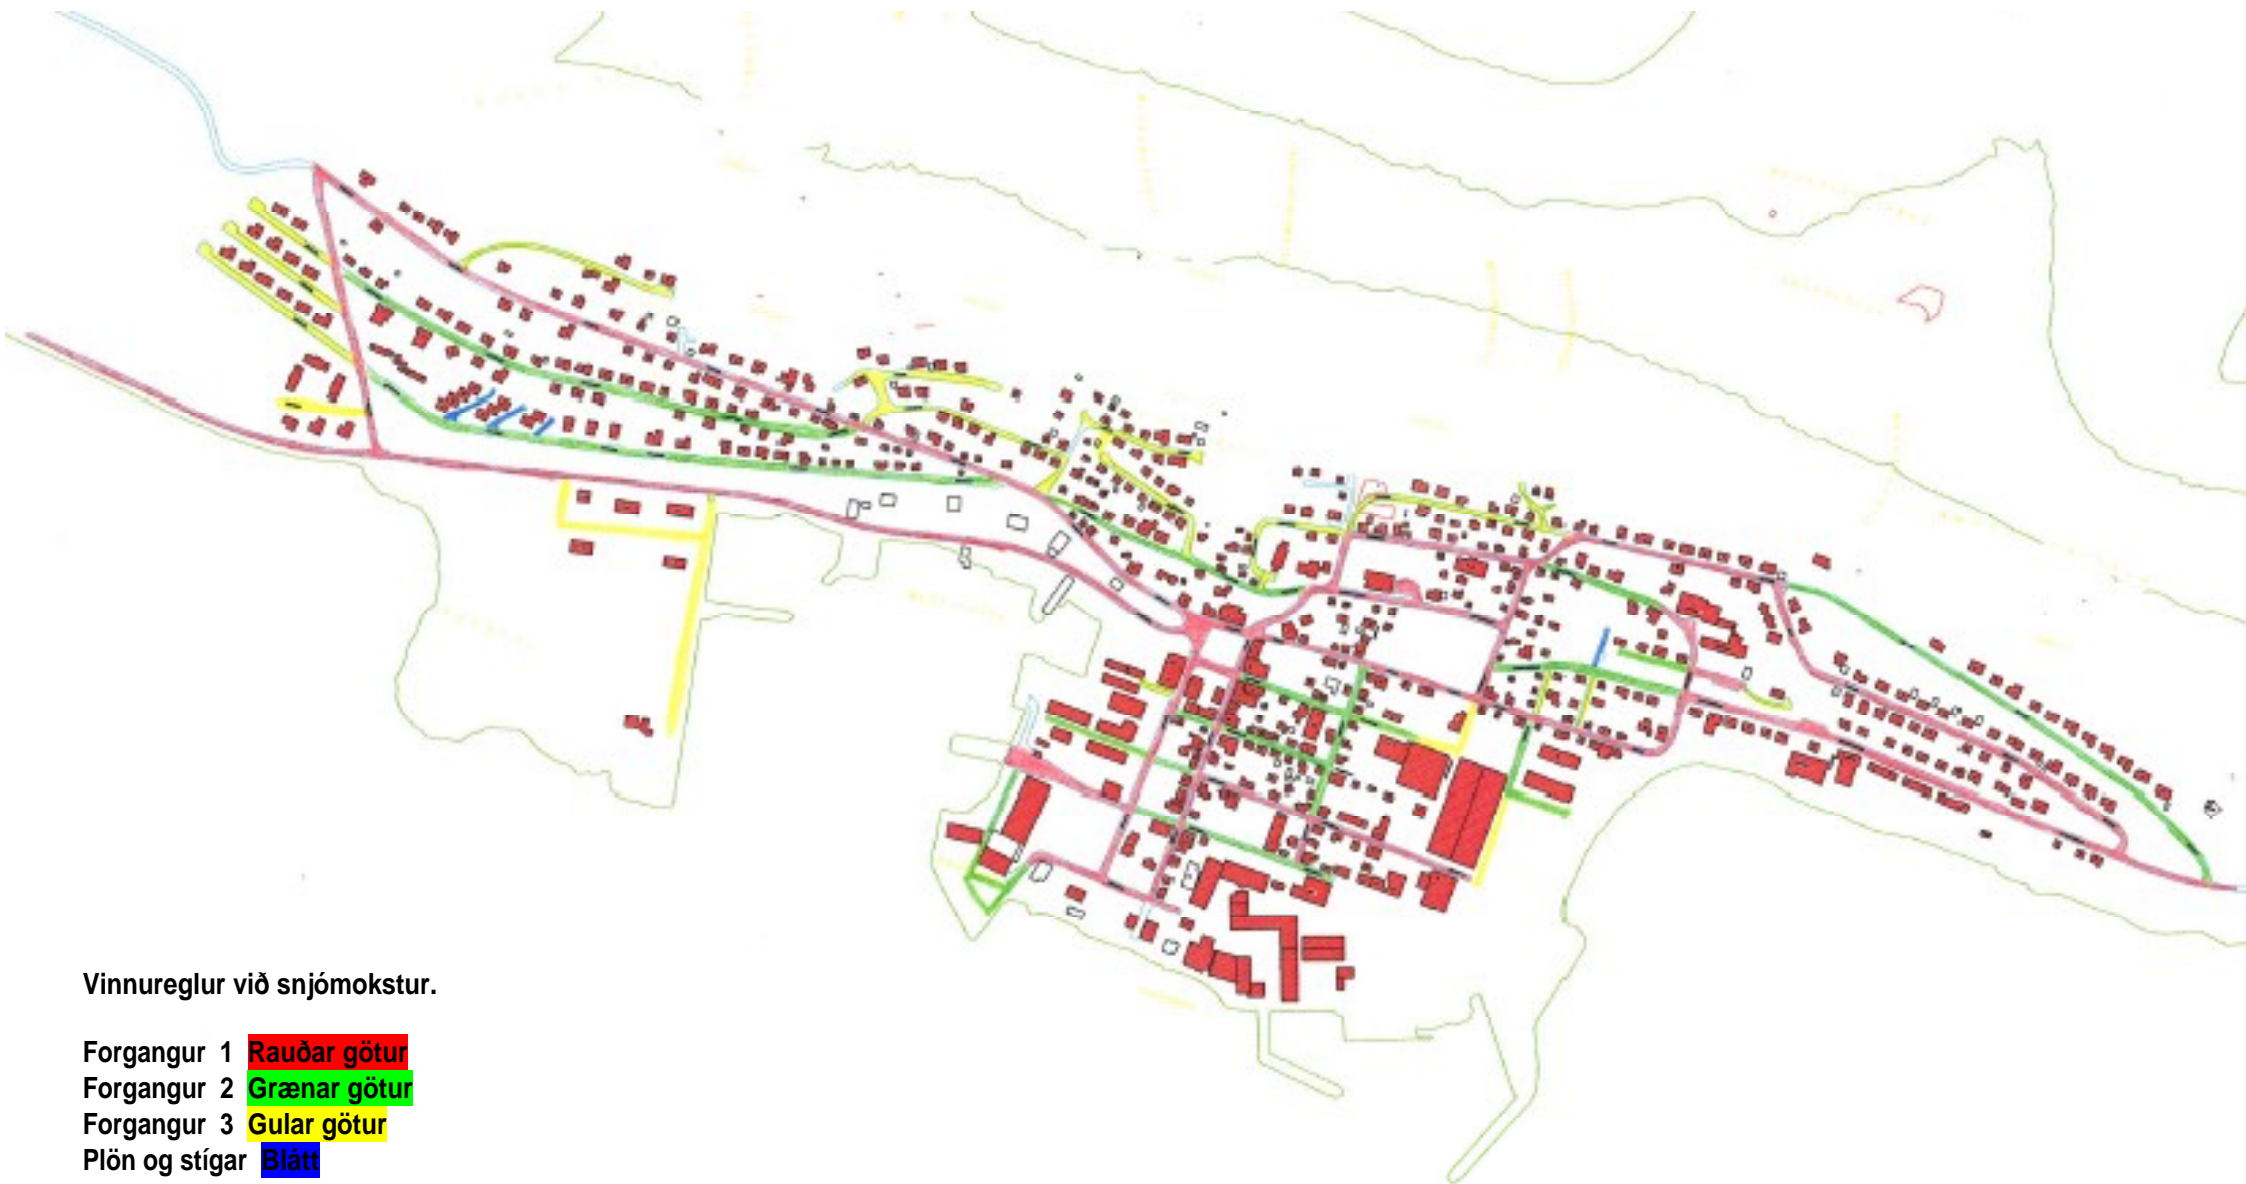 Vinnureglur við snjómokstur.
Forgangur 1 Rauðar götur
Forgangur 2 Grænar götur
Forgangur 3 Gular götur
Plön og stígar Blátt